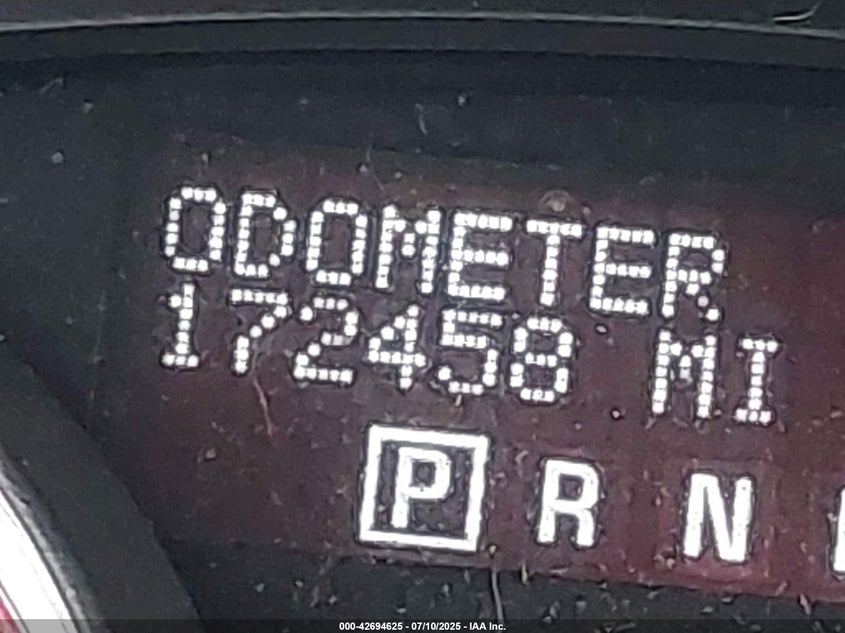 ODOMETER
172458 MI
P R N
000-42694625 - 07/10/2025 - IAA Inc.